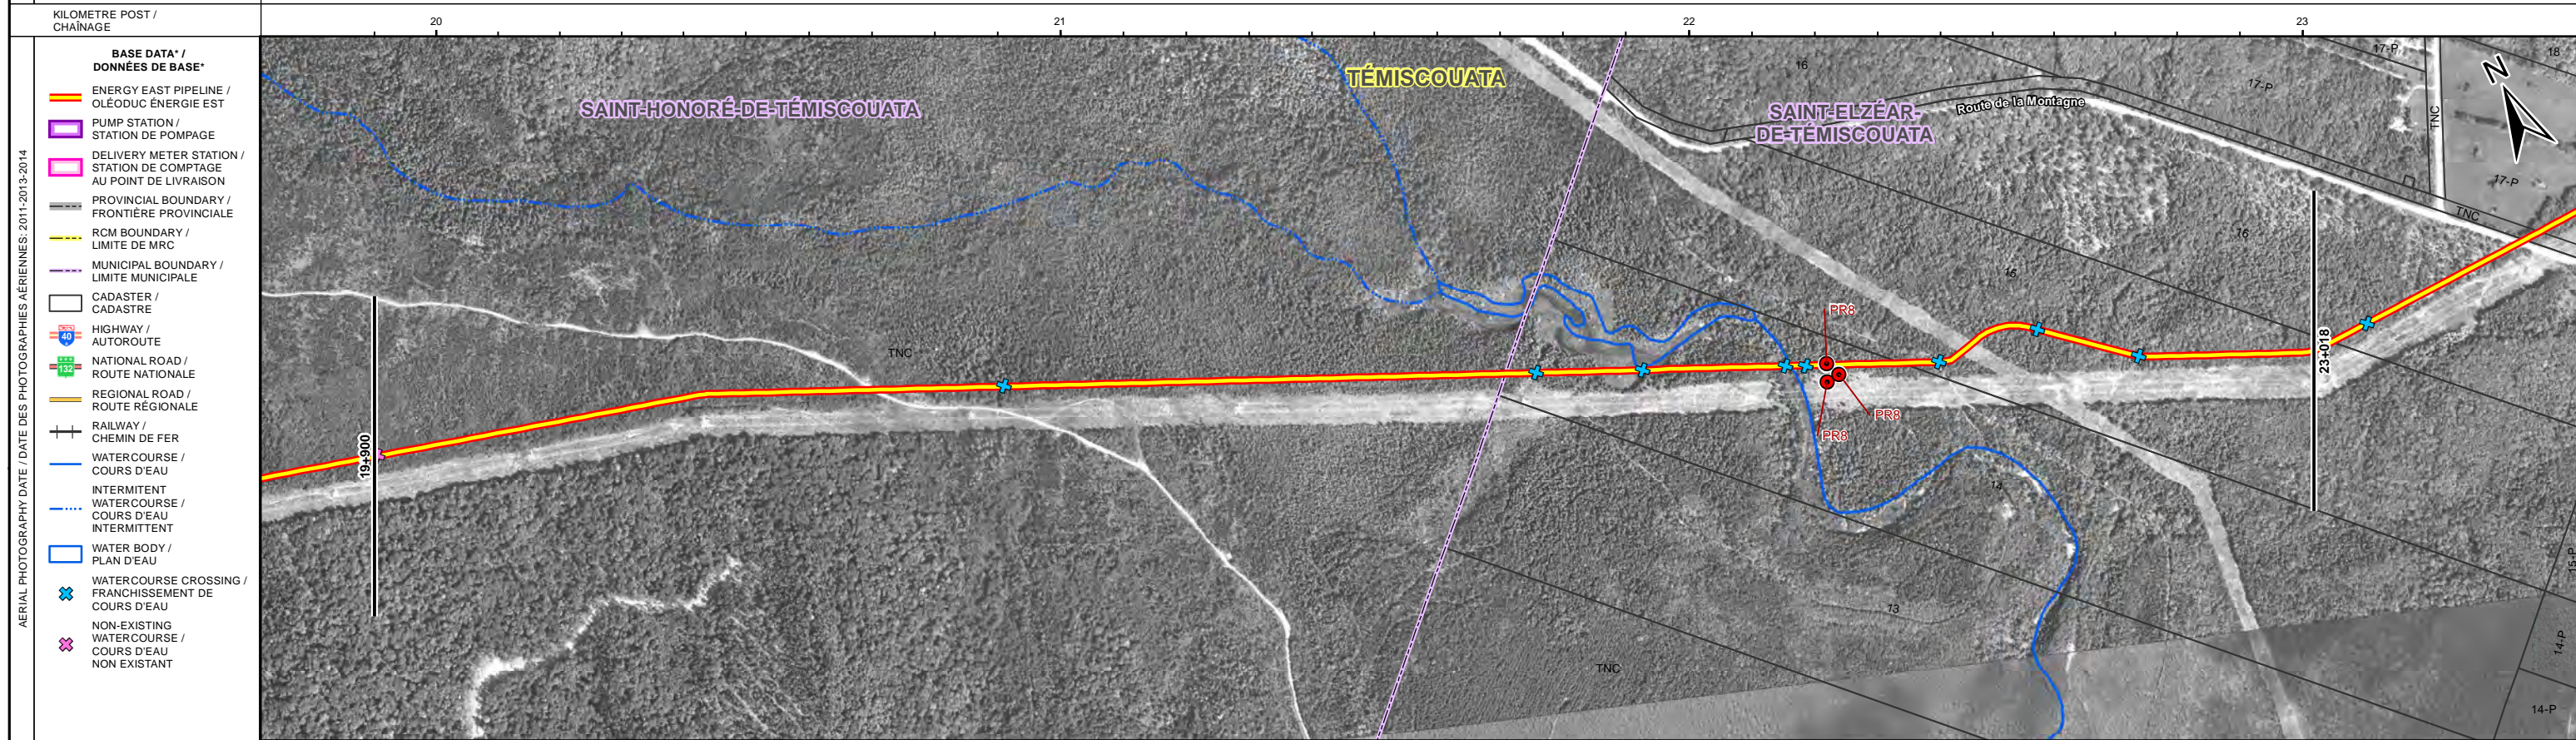 KILOMETRE POST /
CHAÎNAGE
20
21
22
23
AERIAL PHOTOGRAPHY DATE / DATE DES PHOTOGRAPHIES AÉRIENNES: 2011-2013-2014
BASE DATA* /
DONNÉES DE BASE*
ENERGY EAST PIPELINE /
OLÉODUC ÉNERGIE EST
PUMP STATION /
STATION DE POMPAGE
DELIVERY METER STATION /
STATION DE COMPTAGE
AU POINT DE LIVRAISON
PROVINCIAL BOUNDARY /
FRONTIÈRE PROVINCIALE
RCM BOUNDARY /
LIMITE DE MRC
MUNICIPAL BOUNDARY /
LIMITE MUNICIPALE
CADASTER /
CADASTRE
40
HIGHWAY /
AUTOROUTE
132
NATIONAL ROAD /
ROUTE NATIONALE
REGIONAL ROAD /
ROUTE RÉGIONALE
RAILWAY /
CHEMIN DE FER
WATERCOURSE /
COURS D'EAU
INTERMITENT
WATERCOURSE /
COURS D'EAU
INTERMITTENT
WATER BODY /
PLAN D'EAU
WATERCOURSE CROSSING /
FRANCHISSEMENT DE
COURS D'EAU
NON-EXISTING
WATERCOURSE /
COURS D'EAU
NON EXISTANT
SAINT-HONORÉ-DE-TÉMISCOUATA
TÉMISCOUATA
SAINT-ELZÉAR-
DE-TÉMISCOUATA
Route de la Montagne
16
17-P
17-P
18
N
TNC
17-P
TNC
16
16
PR8
PR8
PR8
TNC
19+900
23+018
14
13
TNC
15-P
14-P
14-P